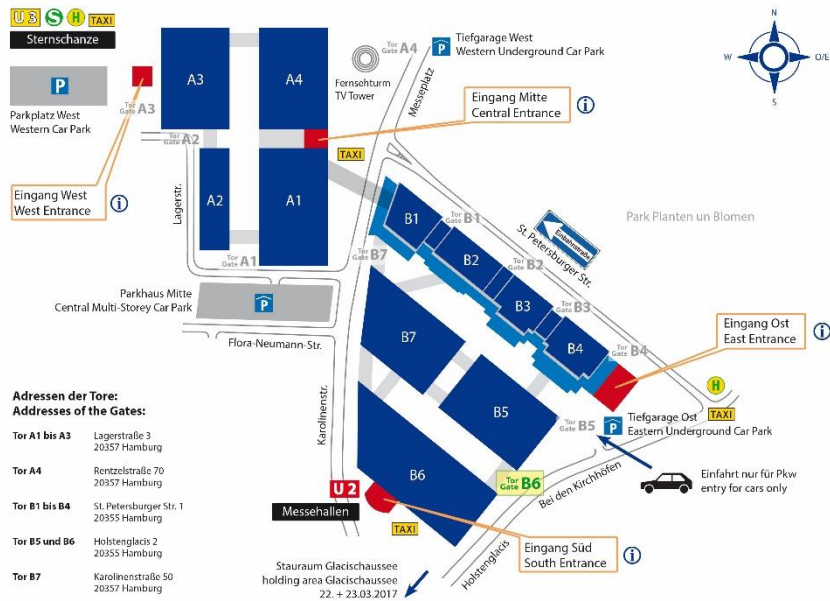 U3 S H TAXI
Sternschanze
P
Parkplatz West
Western Car Park
Tor
Gate A3
A3
A4
Fernsehturm
TV Tower
Tor
Gate A4
Messeplatz
P
Tiefgarage West
Western Underground Car Park
N
W
O/E
S
Eingang Mitte
Central Entrance
i
Tor
Gate A2
TAXI
Eingang West
West Entrance
i
Lagerstr.
A2
A1
Tor
Gate A1
B1
Tor
Gate B1
Einbahnstraße
St. Petersburger Str.
Park Planten un Blomen
Tor
Gate B7
B2
Tor
Gate B2
Parkhaus Mitte
Central Multi-Storey Car Park
P
B3
Tor
Gate B3
Flora-Neumann-Str.
B7
B4
Tor
Gate B4
Eingang Ost
East Entrance
i
H
TAXI
Karolinenstr.
B5
Tor
Gate B5
P
Tiefgarage Ost
Eastern Underground Car Park
B6
Tor
Gate B6
Bei den Kirchhöfen
Einfahrt nur für Pkw
entry for cars only
U2
Messehallen
TAXI
Eingang Süd
South Entrance
i
Holstenglacis
Stauraum Glacischaussee
holding area Glacischaussee
22. + 23.03.2017
Adressen der Tore:
Addresses of the Gates:
Tor A1 bis A3 Lagerstraße 3
20357 Hamburg
Tor A4 Rentzelstraße 70
20357 Hamburg
Tor B1 bis B4 St. Petersburger Str. 1
20355 Hamburg
Tor B5 und B6 Holstenglacis 2
20355 Hamburg
Tor B7 Karolinenstraße 50
20357 Hamburg